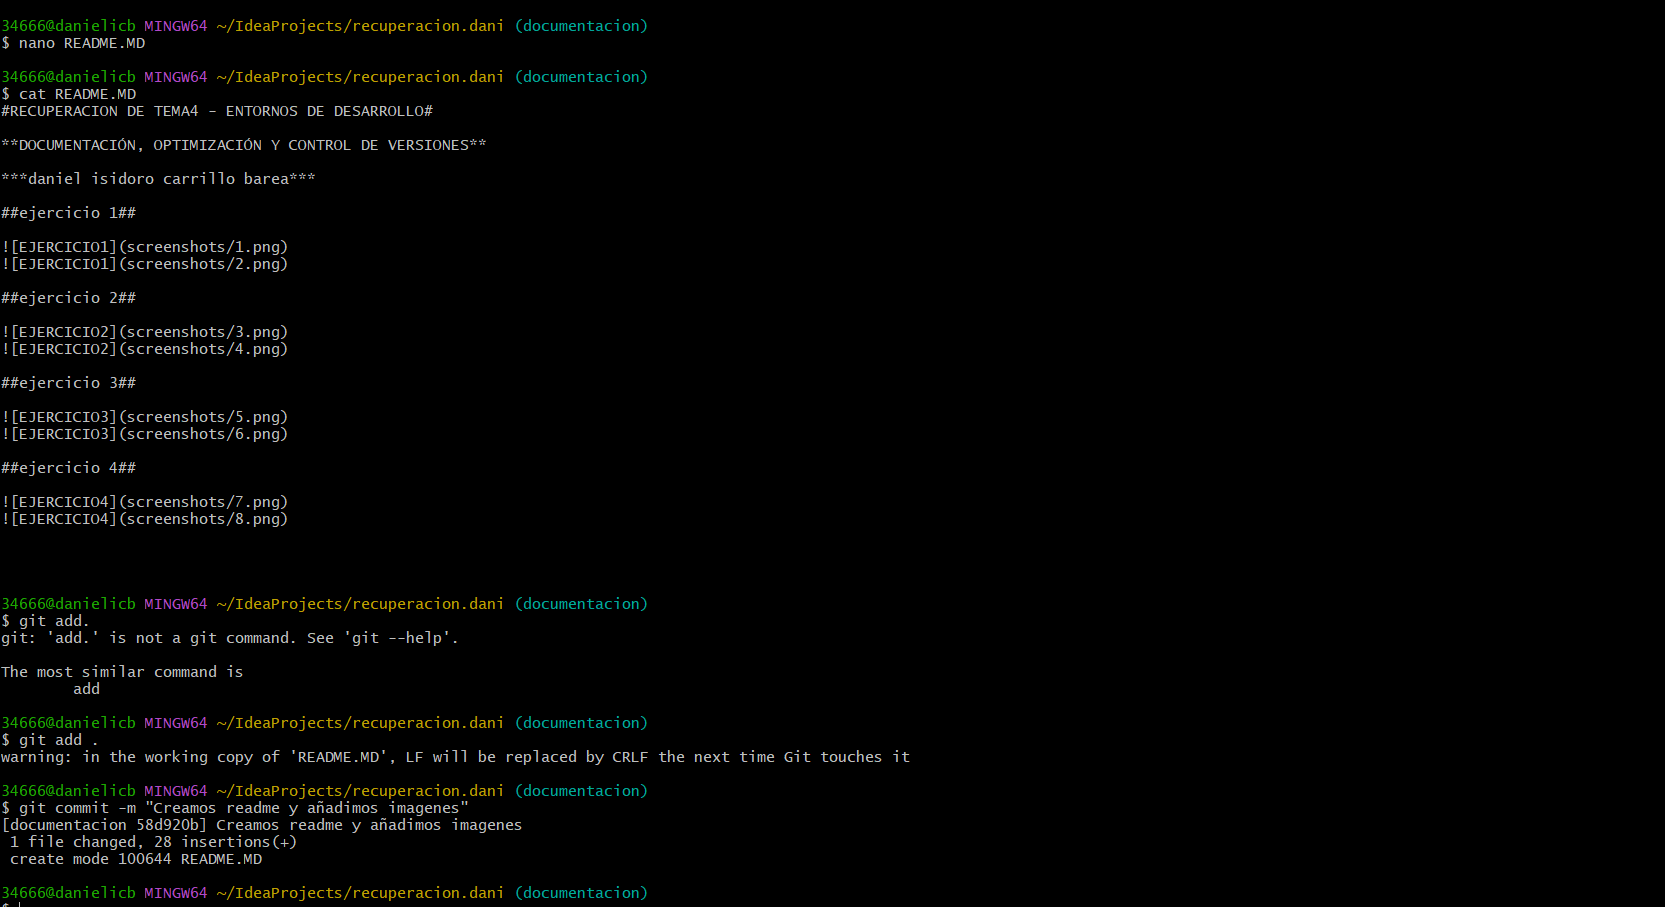 34666@danielicb MINGW64 ~/IdeaProjects/recuperacion.dani (documentacion)
$ nano README.MD
34666@danielicb MINGW64 ~/IdeaProjects/recuperacion.dani (documentacion)
$ cat README.MD
#RECUPERACION DE TEMA4 - ENTORNOS DE DESARROLLO#
**DOCUMENTACIÓN, OPTIMIZACIÓN Y CONTROL DE VERSIONES**
***daniel isidoro carrillo barea***
##ejercicio 1##
![EJERCICIO1](screenshots/1.png)
![EJERCICIO1](screenshots/2.png)
##ejercicio 2##
![EJERCICIO2](screenshots/3.png)
![EJERCICIO2](screenshots/4.png)
##ejercicio 3##
![EJERCICIO3](screenshots/5.png)
![EJERCICIO3](screenshots/6.png)
##ejercicio 4##
![EJERCICIO4](screenshots/7.png)
![EJERCICIO4](screenshots/8.png)
34666@danielicb MINGW64 ~/IdeaProjects/recuperacion.dani (documentacion)
$ git add.
git: 'add.' is not a git command. See 'git --help'.
The most similar command is
        add
34666@danielicb MINGW64 ~/IdeaProjects/recuperacion.dani (documentacion)
$ git add .
warning: in the working copy of 'README.MD', LF will be replaced by CRLF the next time Git touches it
34666@danielicb MINGW64 ~/IdeaProjects/recuperacion.dani (documentacion)
$ git commit -m "Creamos readme y añadimos imagenes"
[documentacion 58d920b] Creamos readme y añadimos imagenes
 1 file changed, 28 insertions(+)
 create mode 100644 README.MD
34666@danielicb MINGW64 ~/IdeaProjects/recuperacion.dani (documentacion)
$